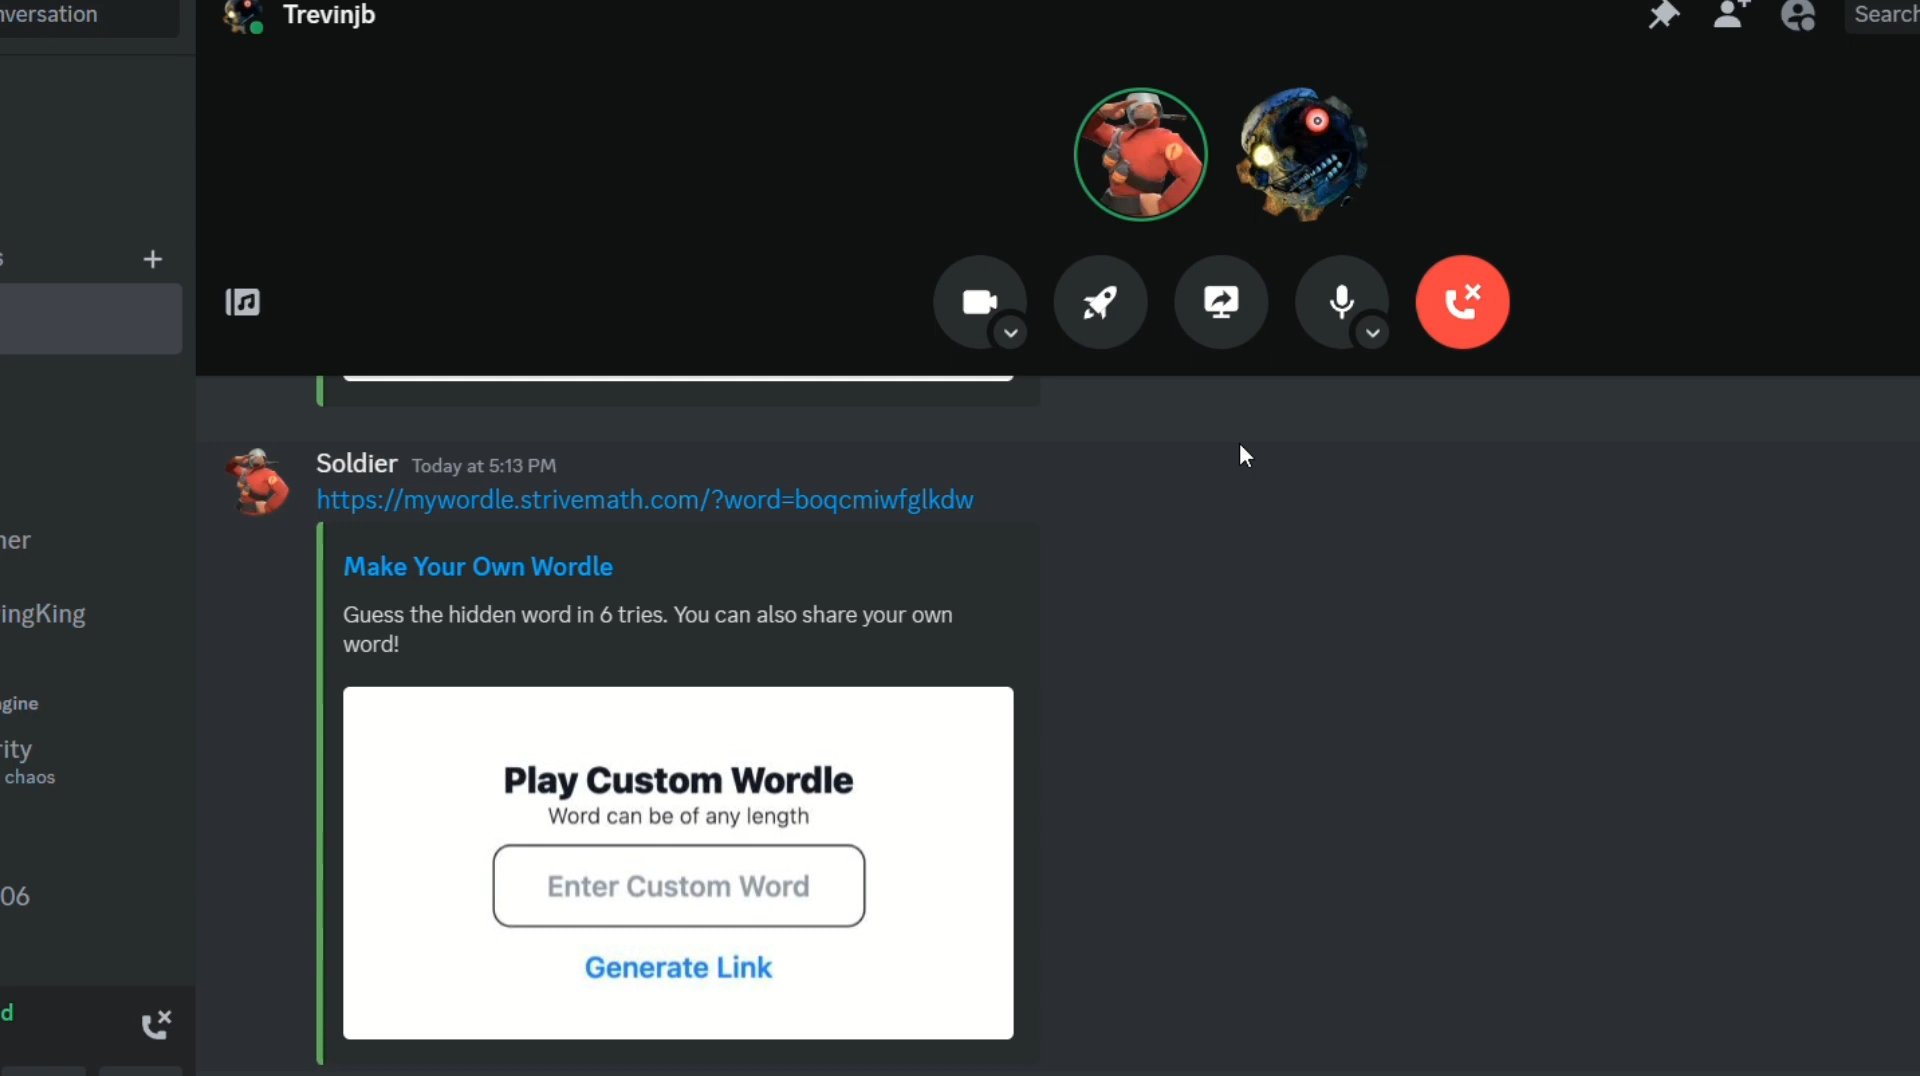 nversation
Trevinjb
Search
s
Soldier Today at 5:13 PM
https://mywordle.strivemath.com/?word=boqcmiwfglkdw
Make Your Own Wordle
Guess the hidden word in 6 tries. You can also share your own
word!
Play Custom Wordle
Word can be of any length
Enter Custom Word
Generate Link
ner
ingKing
gine
rity
chaos
06
d